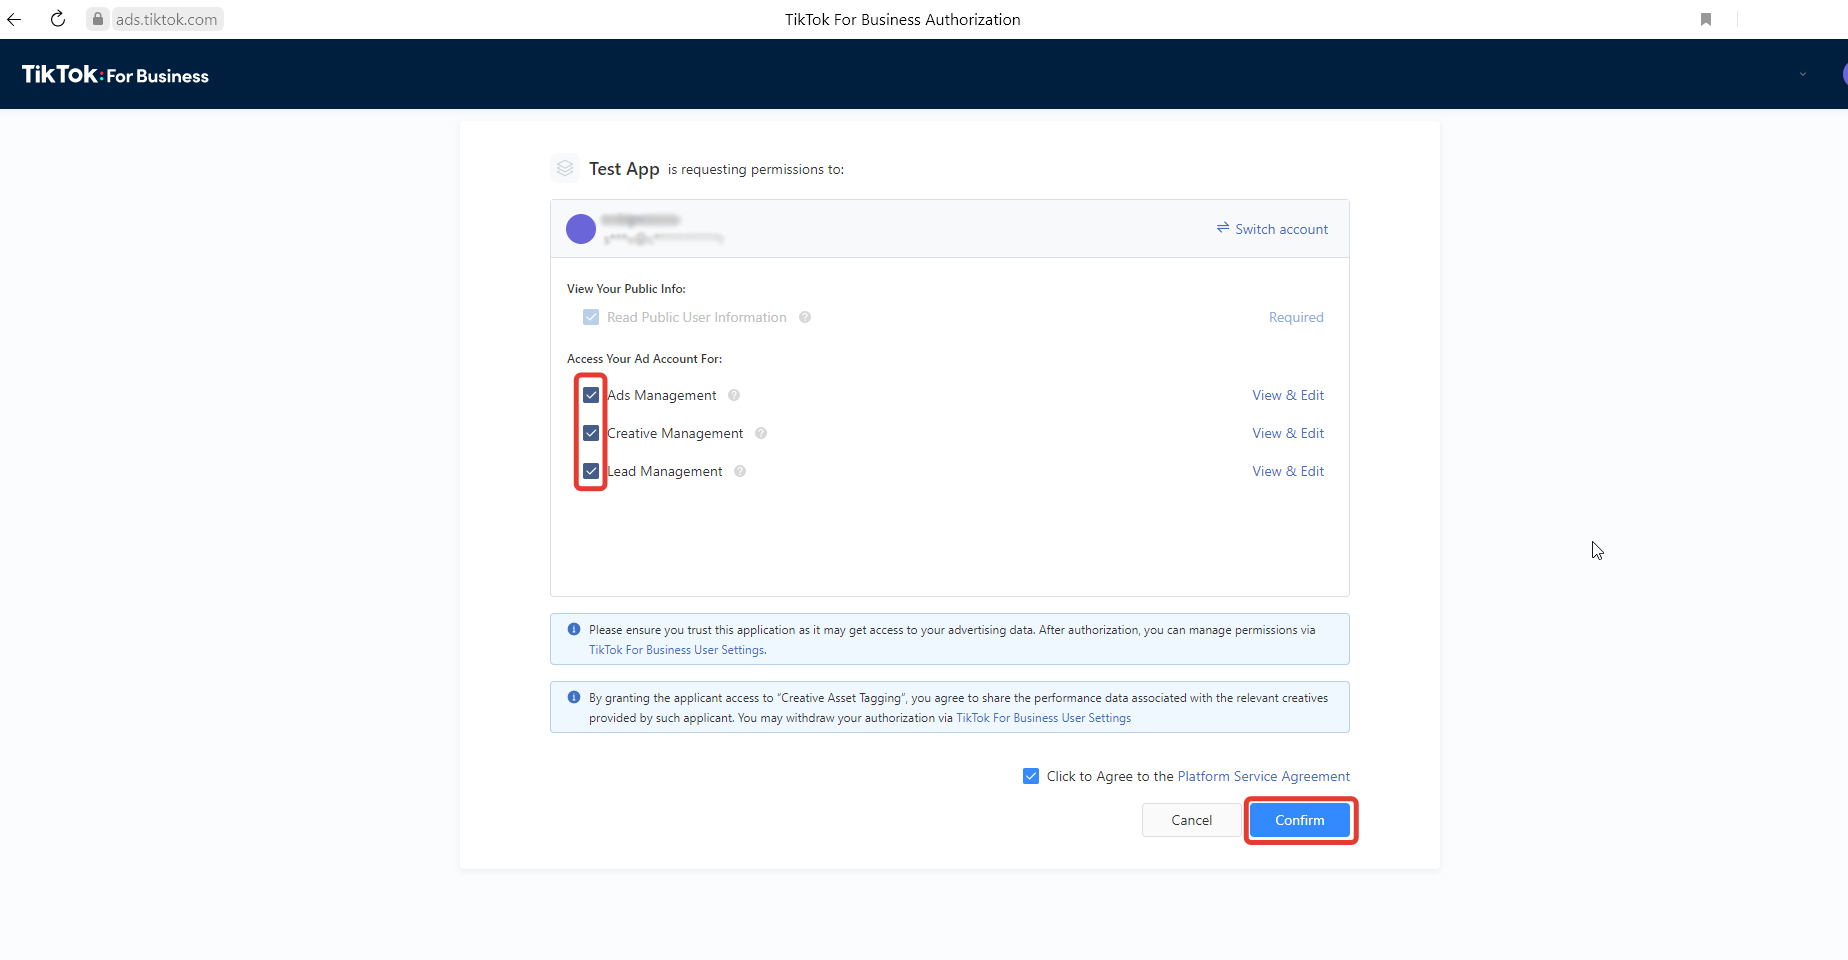 ads.tiktok.com
TikTok For Business Authorization
TikTok: For Business
Test App is requesting permissions to:
Switch account
View Your Public Info:
Read Public User Information ? Required
Access Your Ad Account For:
Ads Management ? View & Edit
Creative Management ? View & Edit
Lead Management ? View & Edit
Please ensure you trust this application as it may get access to your advertising data. After authorization, you can manage permissions via
TikTok For Business User Settings.
By granting the applicant access to “Creative Asset Tagging”, you agree to share the performance data associated with the relevant creatives
provided by such applicant. You may withdraw your authorization via TikTok For Business User Settings
Click to Agree to the Platform Service Agreement
Cancel Confirm